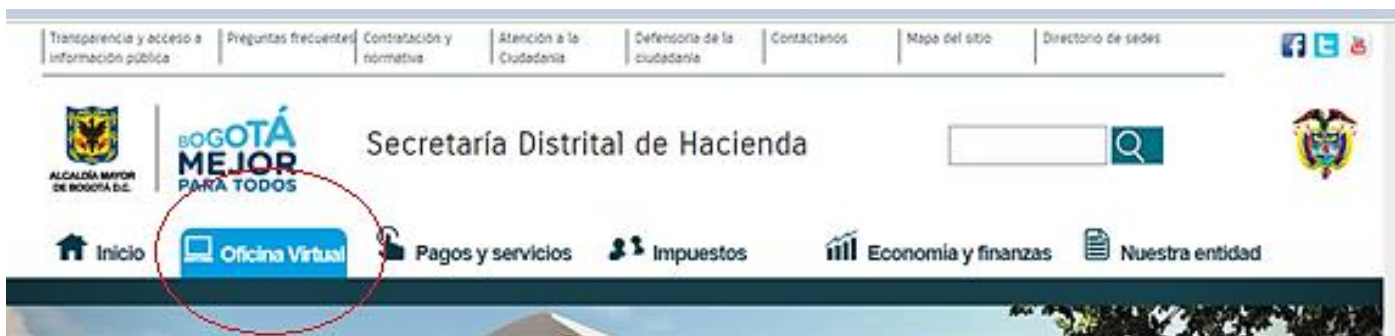 Transparencia y acceso a
información pública
Preguntas frecuentes
Contratación y
normativa
Atención a la
Ciudadanía
Defensoría de la
ciudadanía
Contáctenos
Mapa del sitio
Directorio de sedes
ALCALDÍA MAYOR
DE BOGOTÁ D.C.
BOGOTÁ
MEJOR
PARA TODOS
Secretaría Distrital de Hacienda
Inicio
Oficina Virtual
Pagos y servicios
Impuestos
Economía y finanzas
Nuestra entidad